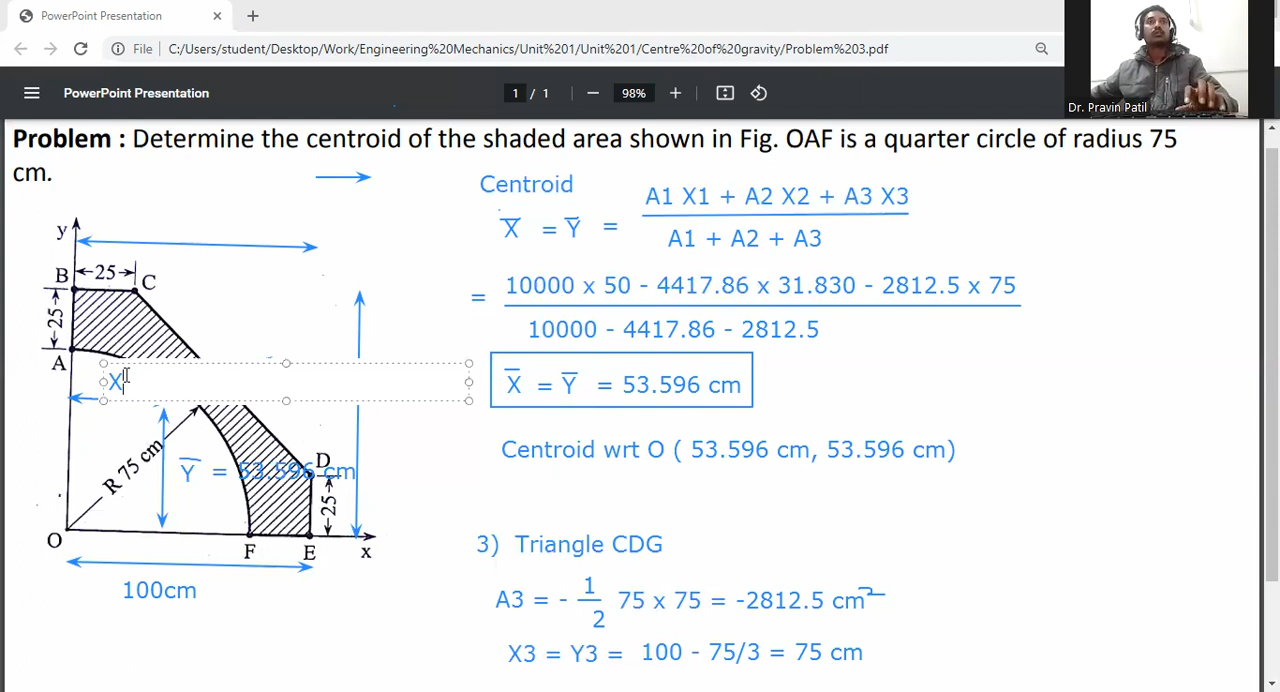 PowerPoint Presentation
File C:/Users/student/Desktop/Work/Engineering%20Mechanics/Unit%201/Unit%201/Centre%20of%20gravity/Problem%203.pdf
PowerPoint Presentation 1 / 1 98%
Dr. Pravin Patil
Problem : Determine the centroid of the shaded area shown in Fig. OAF is a quarter circle of radius 75
cm.
Centroid
X̅ = Y̅ = A1 X1 + A2 X2 + A3 X3
A1 + A2 + A3
= 10000 x 50 - 4417.86 x 31.830 - 2812.5 x 75
10000 - 4417.86 - 2812.5
X̅ = Y̅ = 53.596 cm
Centroid wrt O ( 53.596 cm, 53.596 cm)
3) Triangle CDG
A3 = - 1/2 75 x 75 = -2812.5 cm²
X3 = Y3 = 100 - 75/3 = 75 cm
y
B 25 C
25
A
X
R 75 cm
Y̅ = 53.596 cm
D
25
O F E x
100cm